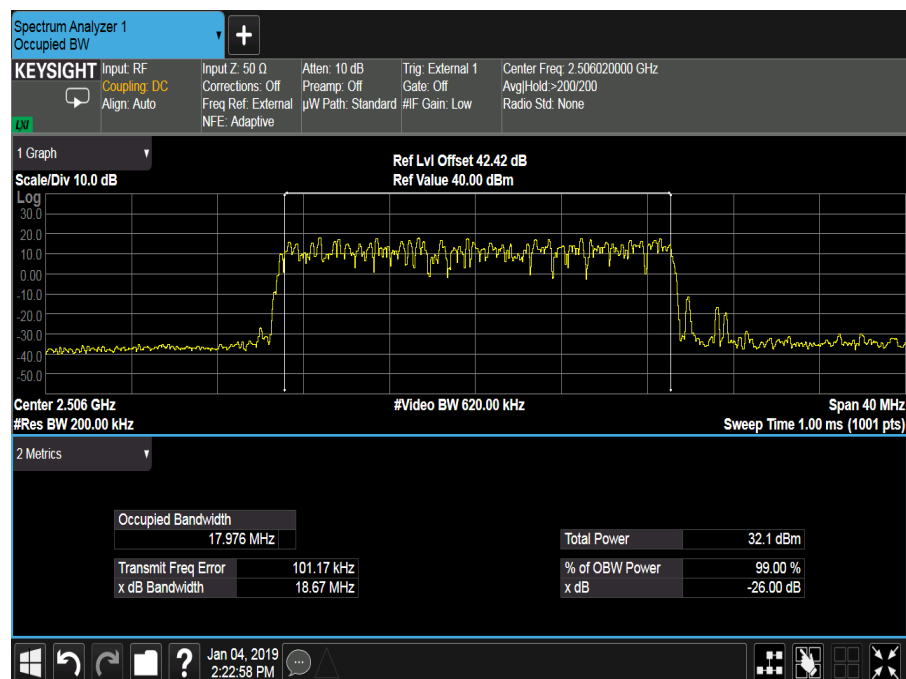 Spectrum Analyzer 1
Occupied BW
KEYSIGHT
LXI
Input: RF
Coupling: DC
Align: Auto
Input Z: 50 Ω
Corrections: Off
Freq Ref: External
NFE: Adaptive
Atten: 10 dB
Preamp: Off
µW Path: Standard
Trig: External 1
Gate: Off
#IF Gain: Low
Center Freq: 2.506020000 GHz
Avg|Hold:>200/200
Radio Std: None
1 Graph
Scale/Div 10.0 dB
Ref Lvl Offset 42.42 dB
Ref Value 40.00 dBm
Log
30.0
20.0
10.0
0.00
-10.0
-20.0
-30.0
-40.0
-50.0
Center 2.506 GHz
#Video BW 620.00 kHz
Span 40 MHz
#Res BW 200.00 kHz
Sweep Time 1.00 ms (1001 pts)
2 Metrics
Occupied Bandwidth
17.976 MHz
Total Power 32.1 dBm
Transmit Freq Error 101.17 kHz
% of OBW Power 99.00 %
x dB Bandwidth 18.67 MHz
x dB -26.00 dB
?
Jan 04, 2019
2:22:58 PM